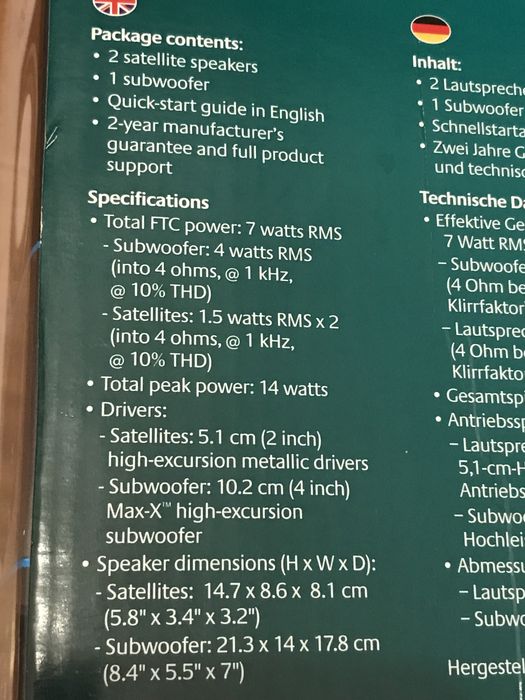 Package contents:
• 2 satellite speakers
• 1 subwoofer
• Quick-start guide in English
• 2-year manufacturer's
guarantee and full product
support
Specifications
• Total FTC power: 7 watts RMS
- Subwoofer: 4 watts RMS
(into 4 ohms, @ 1 kHz,
@ 10% THD)
- Satellites: 1.5 watts RMS x 2
(into 4 ohms, @ 1 kHz,
@ 10% THD)
• Total peak power: 14 watts
• Drivers:
- Satellites: 5.1 cm (2 inch)
high-excursion metallic drivers
- Subwoofer: 10.2 cm (4 inch)
Max-X™ high-excursion
subwoofer
• Speaker dimensions (H x W x D):
- Satellites: 14.7 x 8.6 x 8.1 cm
(5.8" x 3.4" x 3.2")
- Subwoofer: 21.3 x 14 x 17.8 cm
(8.4" x 5.5" x 7")
Inhalt:
• 2 Lautspreche
• 1 Subwoofer
• Schnellstarta
• Zwei Jahre G
und technisc
Technische Da
• Effektive Ge
7 Watt RMS
– Subwoofe
(4 Ohm be
Klirrfaktor
– Lautsprec
(4 Ohm b
Klirrfakto
• Gesamtsp
• Antriebssp
– Lautspre
5,1-cm-H
Antriebs
– Subwoo
Hochlei
• Abmessu
– Lautsp
– Subwo
Hergestel